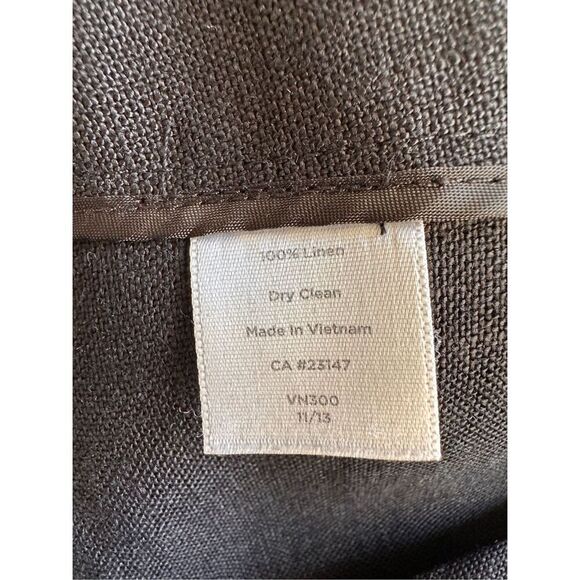 100% Linen
Dry Clean
Made In Vietnam
CA #23147
VN300
11/13